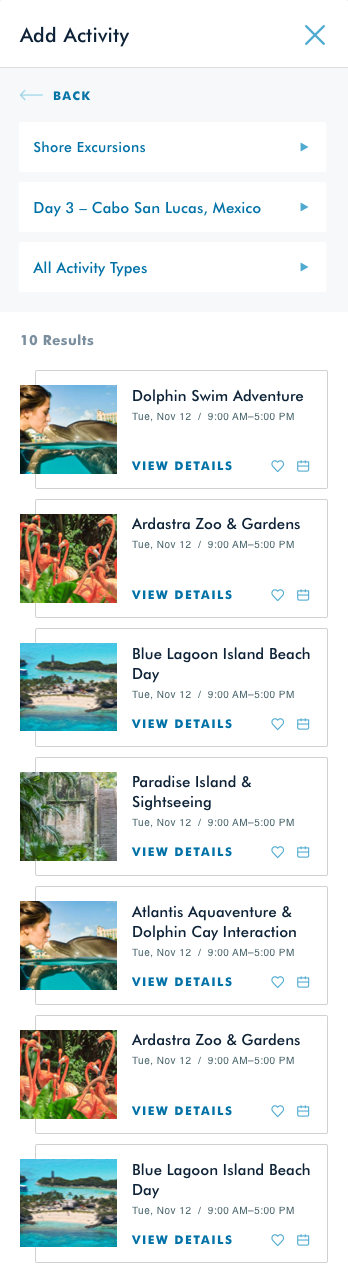 Add Activity
BACK
Shore Excursions
Day 3 – Cabo San Lucas, Mexico
All Activity Types
10 Results
Dolphin Swim Adventure
Tue, Nov 12 / 9:00 AM–5:00 PM
VIEW DETAILS
Ardastra Zoo & Gardens
Tue, Nov 12 / 9:00 AM–5:00 PM
VIEW DETAILS
Blue Lagoon Island Beach
Day
Tue, Nov 12 / 9:00 AM–5:00 PM
VIEW DETAILS
Paradise Island &
Sightseeing
Tue, Nov 12 / 9:00 AM–5:00 PM
VIEW DETAILS
Atlantis Aquaventure &
Dolphin Cay Interaction
Tue, Nov 12 / 9:00 AM–5:00 PM
VIEW DETAILS
Ardastra Zoo & Gardens
Tue, Nov 12 / 9:00 AM–5:00 PM
VIEW DETAILS
Blue Lagoon Island Beach
Day
Tue, Nov 12 / 9:00 AM–5:00 PM
VIEW DETAILS